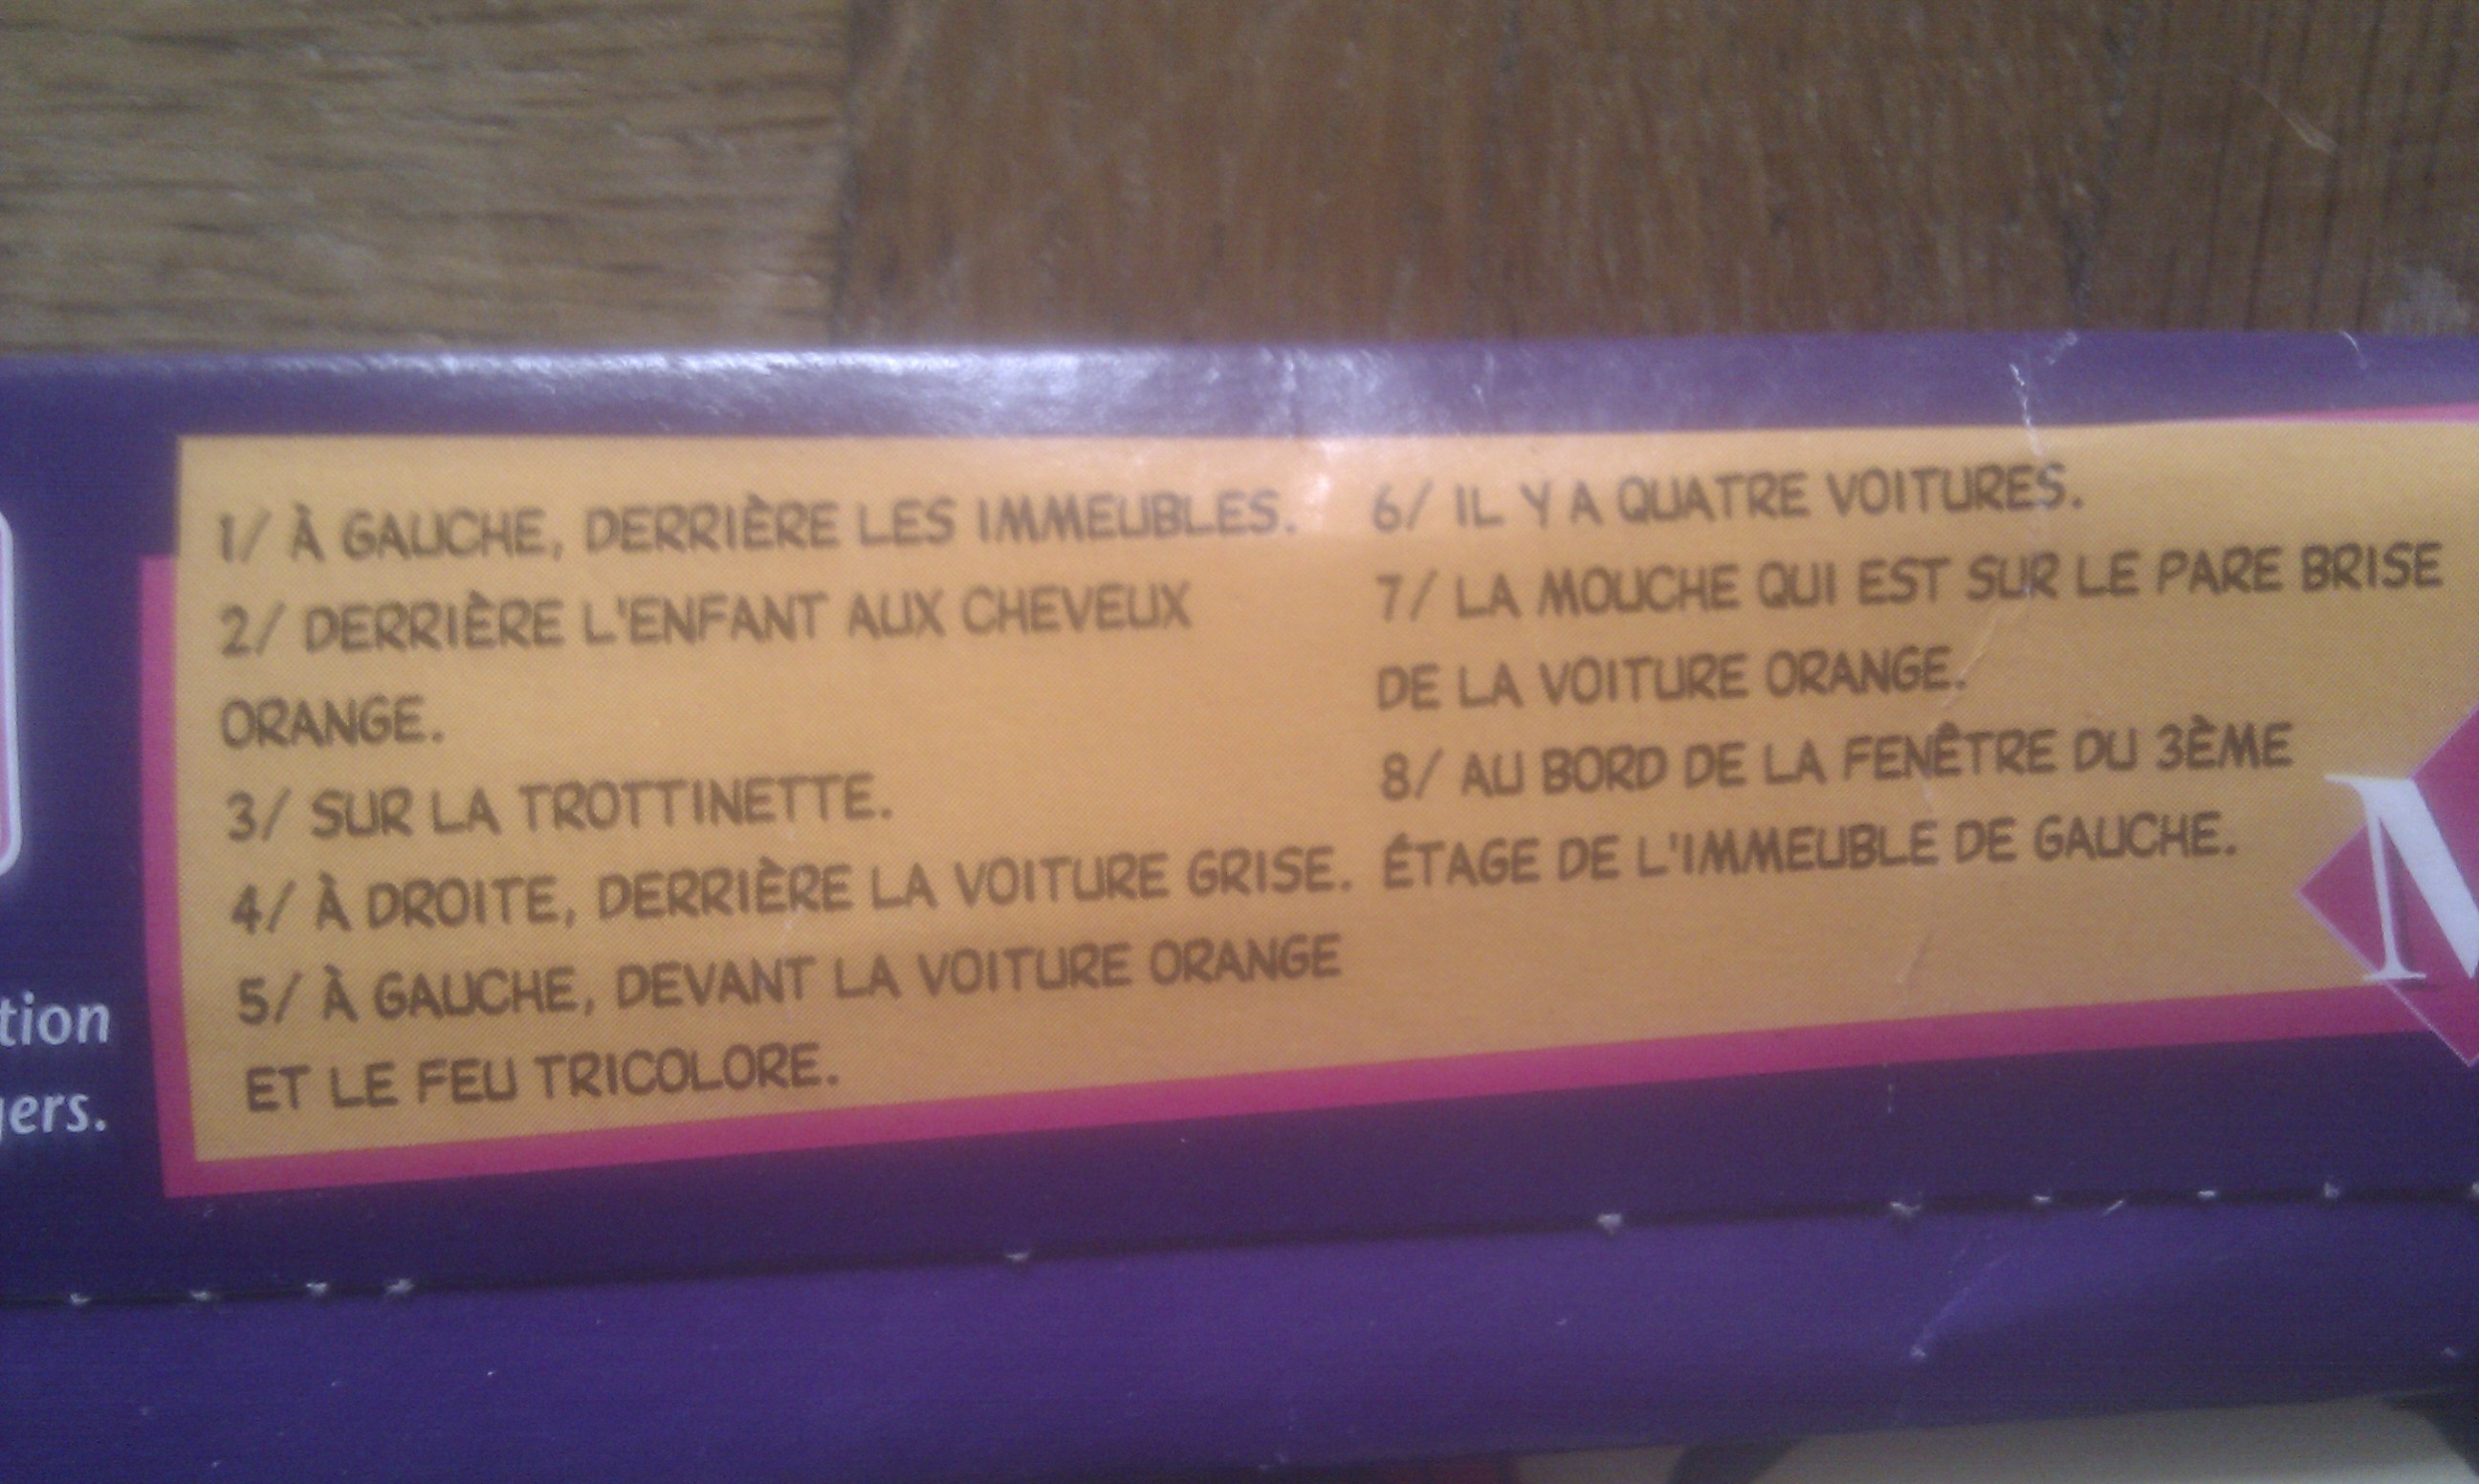 1/ À GAUCHE, DERRIÈRE LES IMMEUBLES.
2/ DERRIÈRE L'ENFANT AUX CHEVEUX
ORANGE.
3/ SUR LA TROTTINETTE.
4/ À DROITE, DERRIÈRE LA VOITURE GRISE.
5/ À GAUCHE, DEVANT LA VOITURE ORANGE
ET LE FEU TRICOLORE.
6/ IL Y A QUATRE VOITURES.
7/ LA MOUCHE QUI EST SUR LE PARE BRISE
DE LA VOITURE ORANGE.
8/ AU BORD DE LA FENÊTRE DU 3ÈME
ÉTAGE DE L'IMMEUBLE DE GAUCHE.